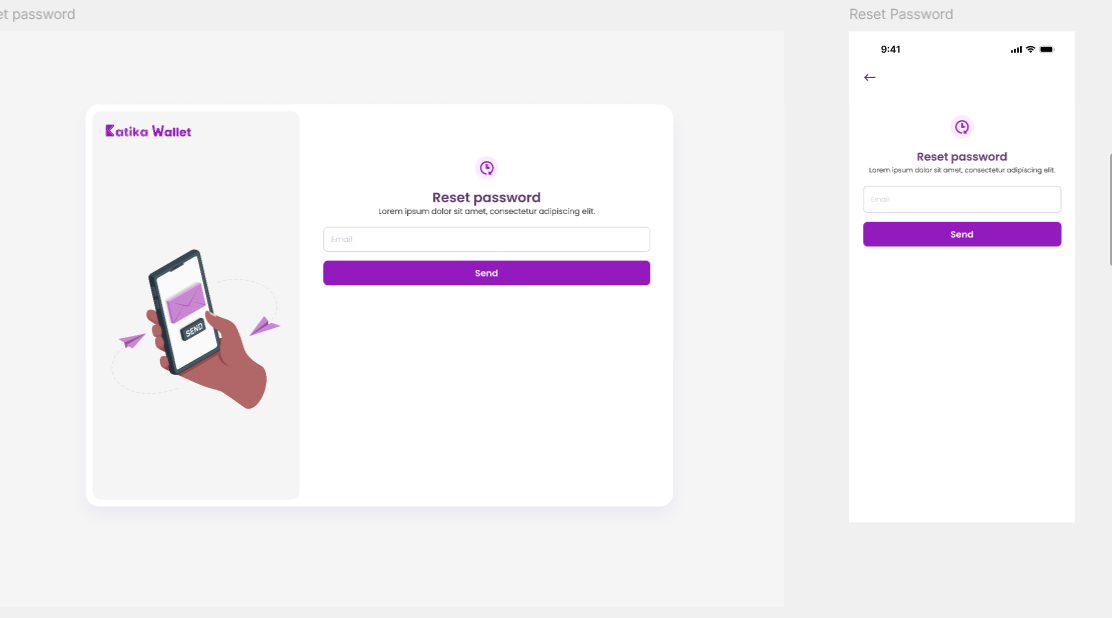 et password
Katika Wallet
Reset password
Lorem ipsum dolor sit amet, consectetur adipiscing elit.
Email
Send
SEND
Reset Password
9:41
Reset password
Lorem ipsum dolor sit amet, consectetur adipiscing elit.
Email
Send